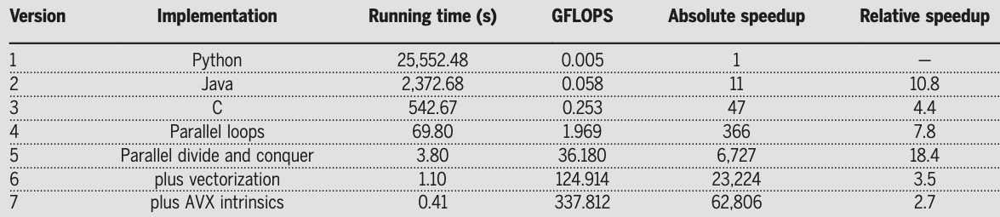 Version Implementation Running time (s) GFLOPS Absolute speedup Relative speedup
1 Python 25,552.48 0.005 1 —
2 Java 2,372.68 0.058 11 10.8
3 C 542.67 0.253 47 4.4
4 Parallel loops 69.80 1.969 366 7.8
5 Parallel divide and conquer 3.80 36.180 6,727 18.4
6 plus vectorization 1.10 124.914 23,224 3.5
7 plus AVX intrinsics 0.41 337.812 62,806 2.7